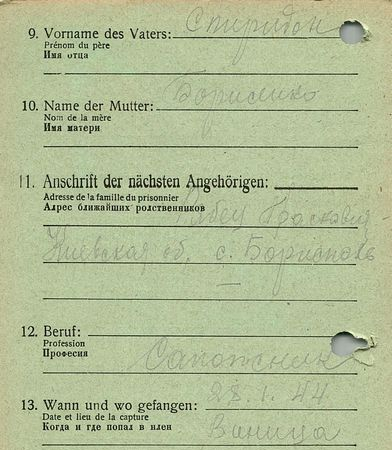 9. Vorname des Vaters: Спиридон
Prénom du père
Имя отца
10. Name der Mutter: Борисенко
Nom de la mère
Имя матери
11. Anschrift der nächsten Angehörigen:
Adresse de la famille du prisonnier
Адрес ближайших родственников Прасковия
Киевская об. с.
12. Beruf:
Profession
Професия Сапожник
13. Wann und wo gefangen: 28.1.44
Date et lieu de la capture
Когда и где попал в плен Виница